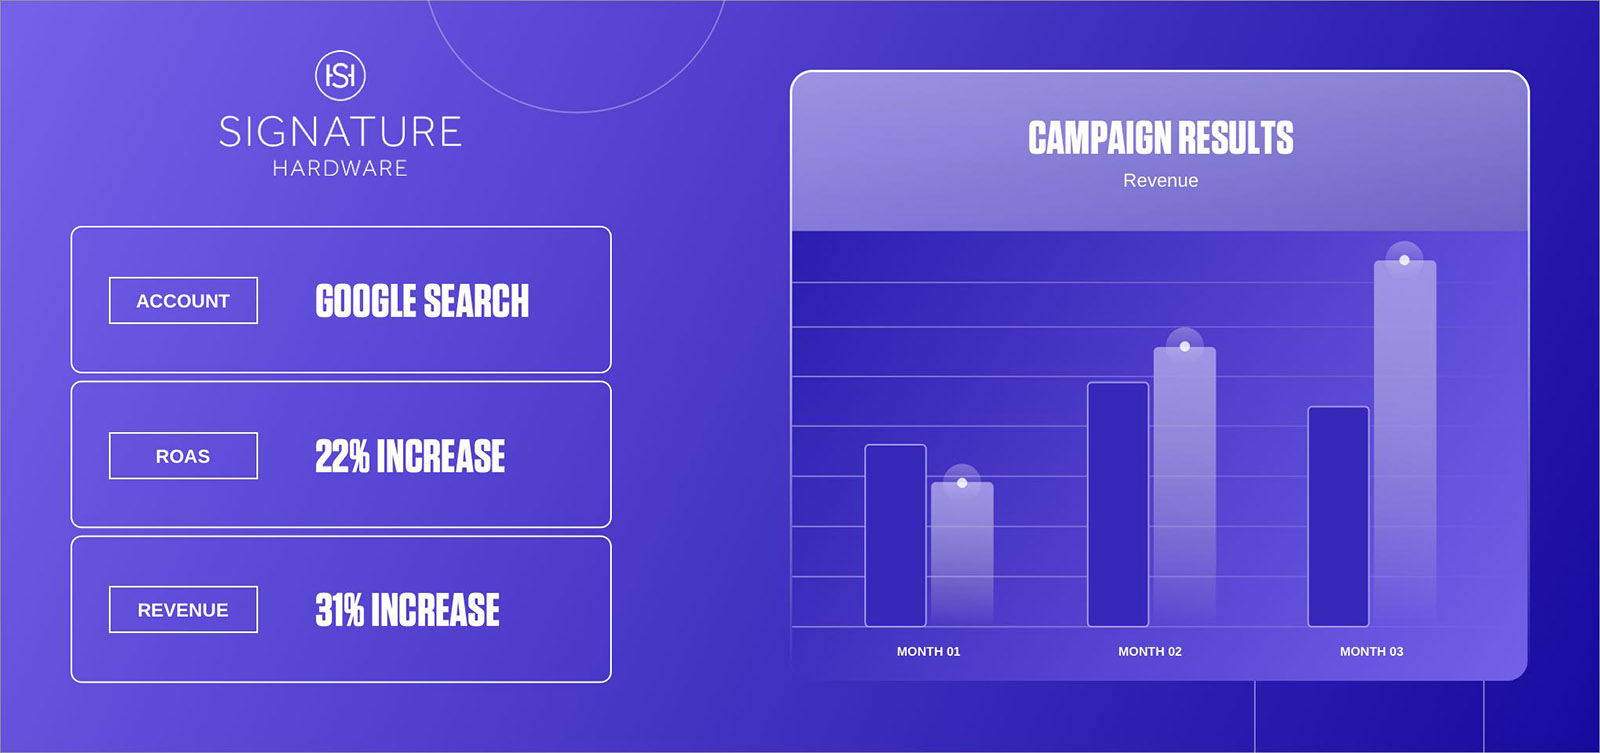 SIGNATURE
HARDWARE
ACCOUNT
GOOGLE SEARCH
ROAS
22% INCREASE
REVENUE
31% INCREASE
CAMPAIGN RESULTS
Revenue
MONTH 01
MONTH 02
MONTH 03